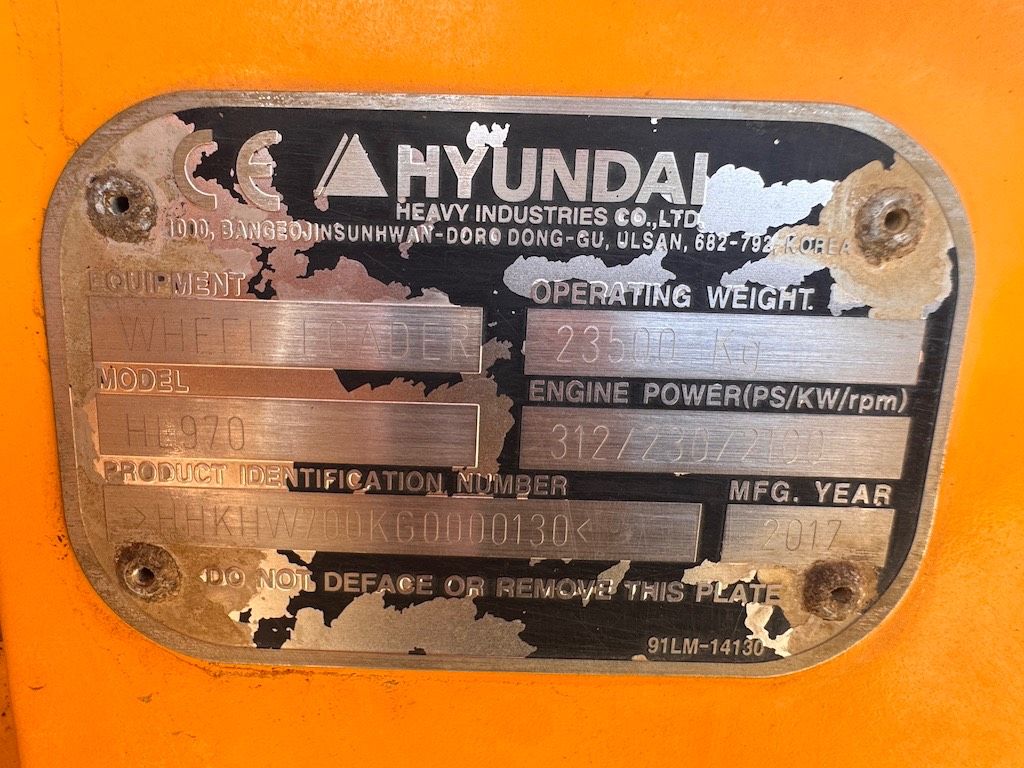 CE HYUNDAI
HEAVY INDUSTRIES CO.,LTD.
1000, BANGEOJINSUNHWAN-DORO DONG-GU, ULSAN, 682-792, KOREA
EQUIPMENT
WHEEL LOADER
OPERATING WEIGHT.
23500 Kg
MODEL
HL970
ENGINE POWER(PS/KW/rpm)
312/230/2100
PRODUCT IDENTIFICATION NUMBER
>HHKHW700KG0000130<
MFG. YEAR
2017
DO NOT DEFACE OR REMOVE THIS PLATE
91LM-14130